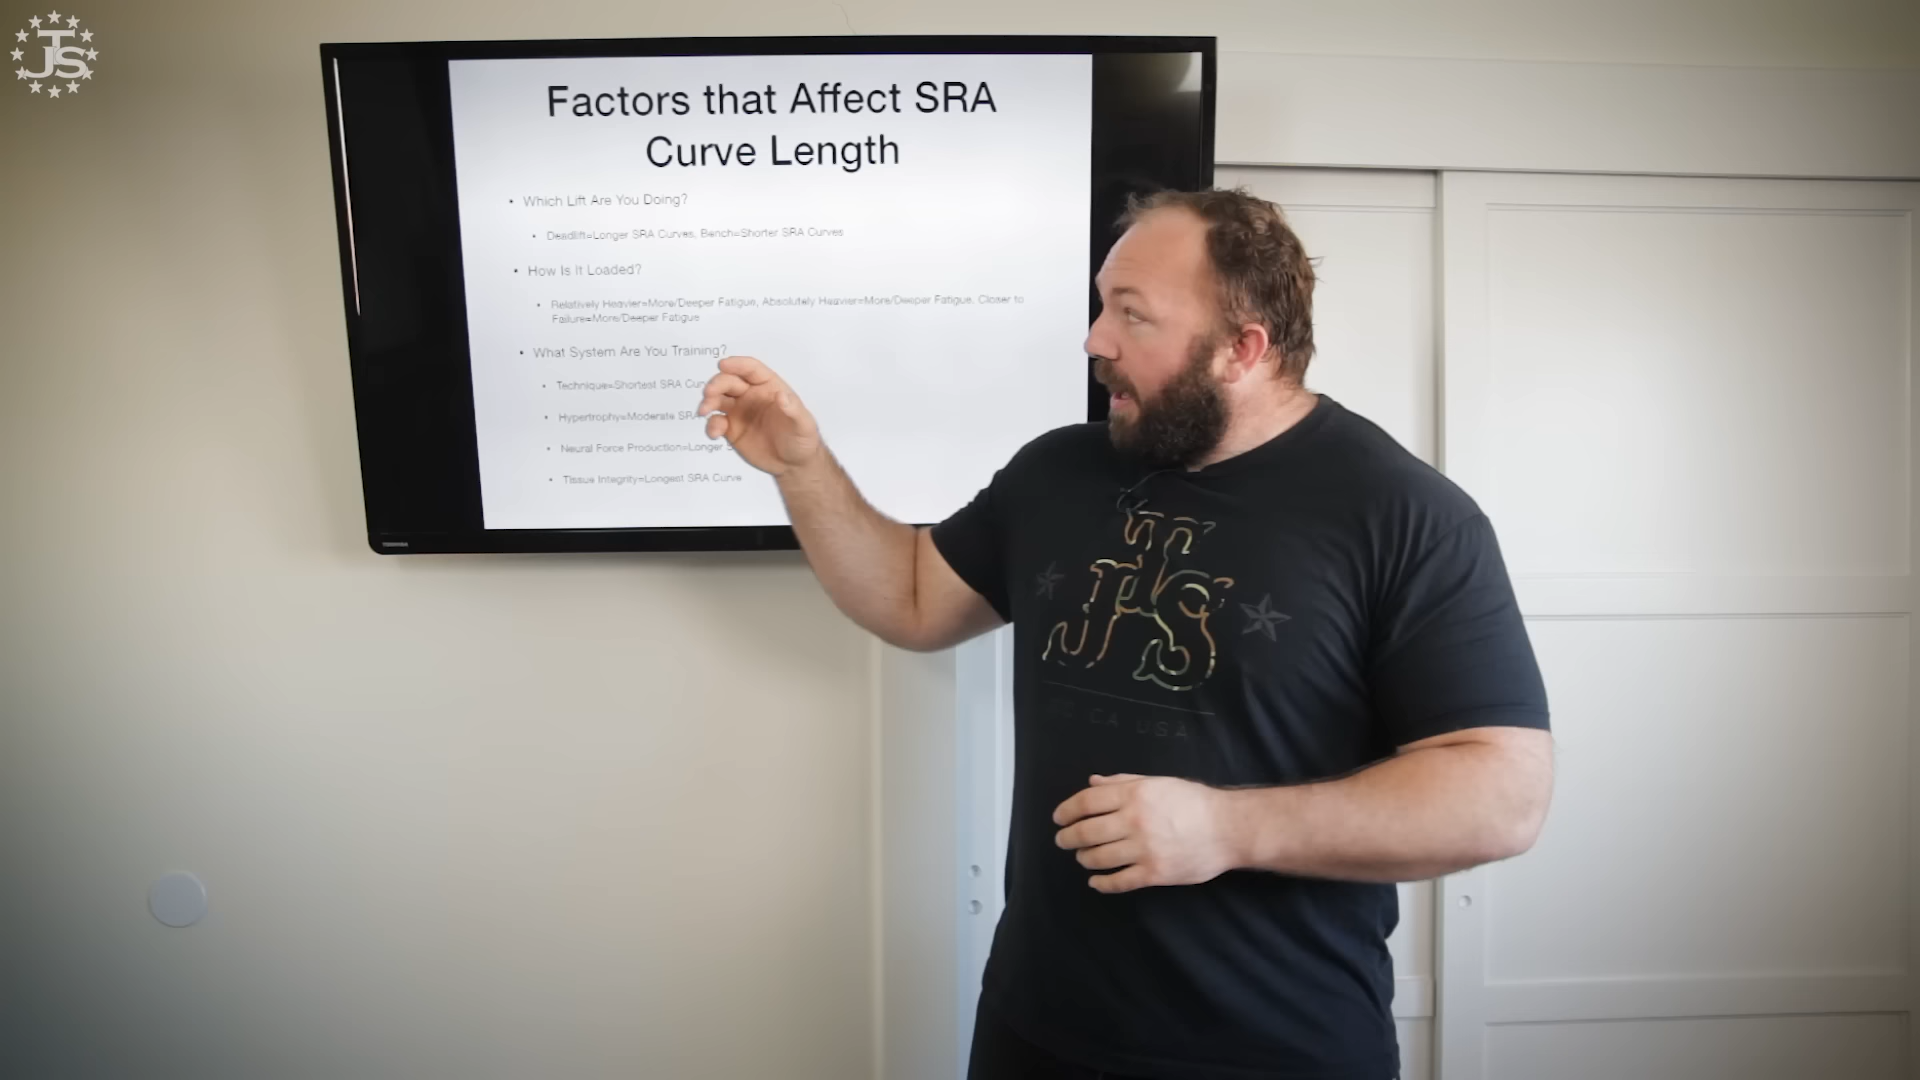 TJS
Factors that Affect SRA
Curve Length
• Which Lift Are You Doing?
• Deadlift=Longer SRA Curves, Bench=Shorter SRA Curves
• How Is It Loaded?
• Relatively Heavier=More/Deeper Fatigue, Absolutely Heavier=More/Deeper Fatigue, Closer to
Failure=More/Deeper Fatigue
• What System Are You Training?
• Technique=Shortest SRA
• Hypertrophy=Moderate
• Neural Force Production=Longer
• Tissue Integrity=Longest SRA Curve
TOSHIBA
JTS
USA